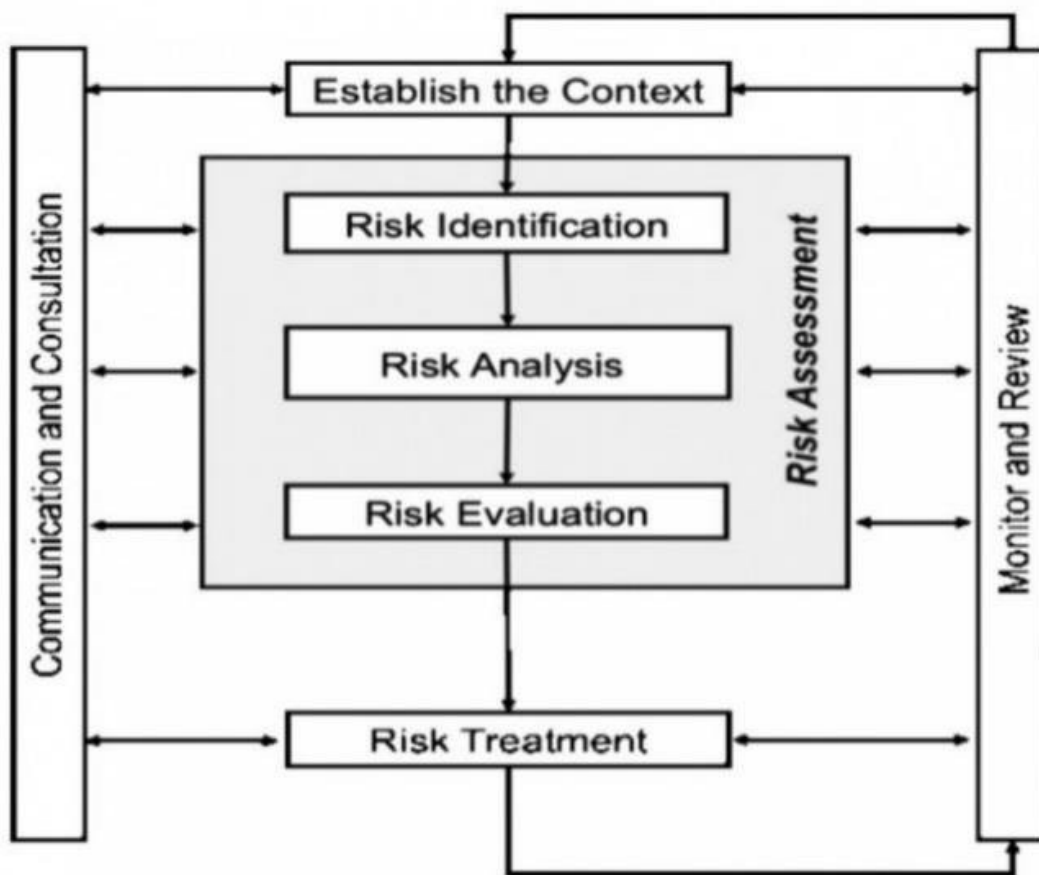 Communication and Consultation
Establish the Context
Risk Identification
Risk Analysis
Risk Evaluation
Risk Assessment
Risk Treatment
Monitor and Review